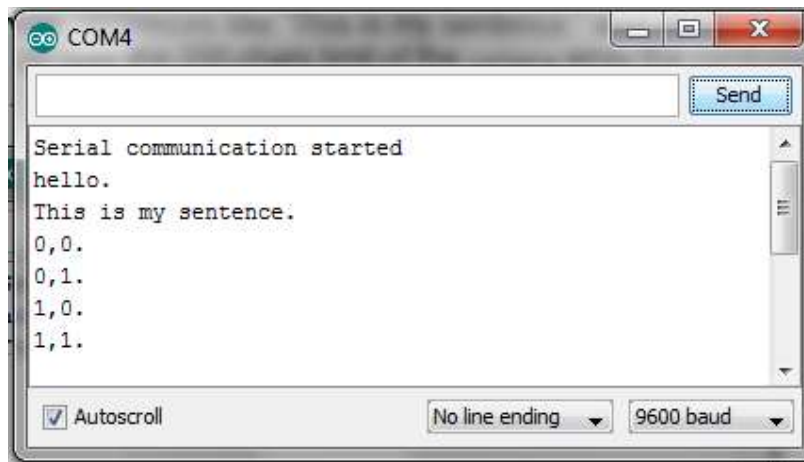 COM4
Send
Serial communication started
hello.
This is my sentence.
0,0.
0,1.
1,0.
1,1.
Autoscroll
No line ending
9600 baud